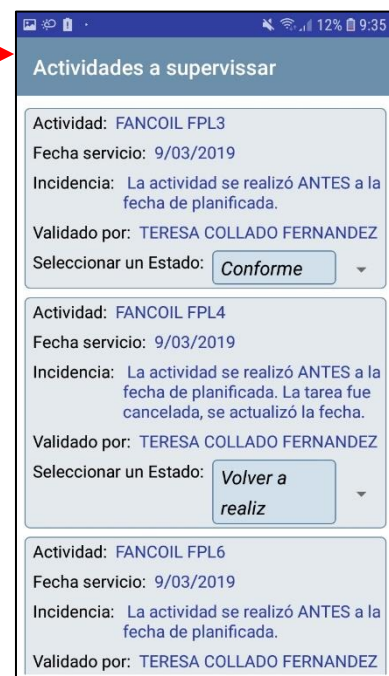 12% 9:35
Actividades a supervissar
Actividad: FANCOIL FPL3
Fecha servicio: 9/03/2019
Incidencia: La actividad se realizó ANTES a la
fecha de planificada.
Validado por: TERESA COLLADO FERNANDEZ
Seleccionar un Estado: Conforme
Actividad: FANCOIL FPL4
Fecha servicio: 9/03/2019
Incidencia: La actividad se realizó ANTES a la
fecha de planificada. La tarea fue
cancelada, se actualizó la fecha.
Validado por: TERESA COLLADO FERNANDEZ
Seleccionar un Estado: Volver a
realiz
Actividad: FANCOIL FPL6
Fecha servicio: 9/03/2019
Incidencia: La actividad se realizó ANTES a la
fecha de planificada.
Validado por: TERESA COLLADO FERNANDEZ